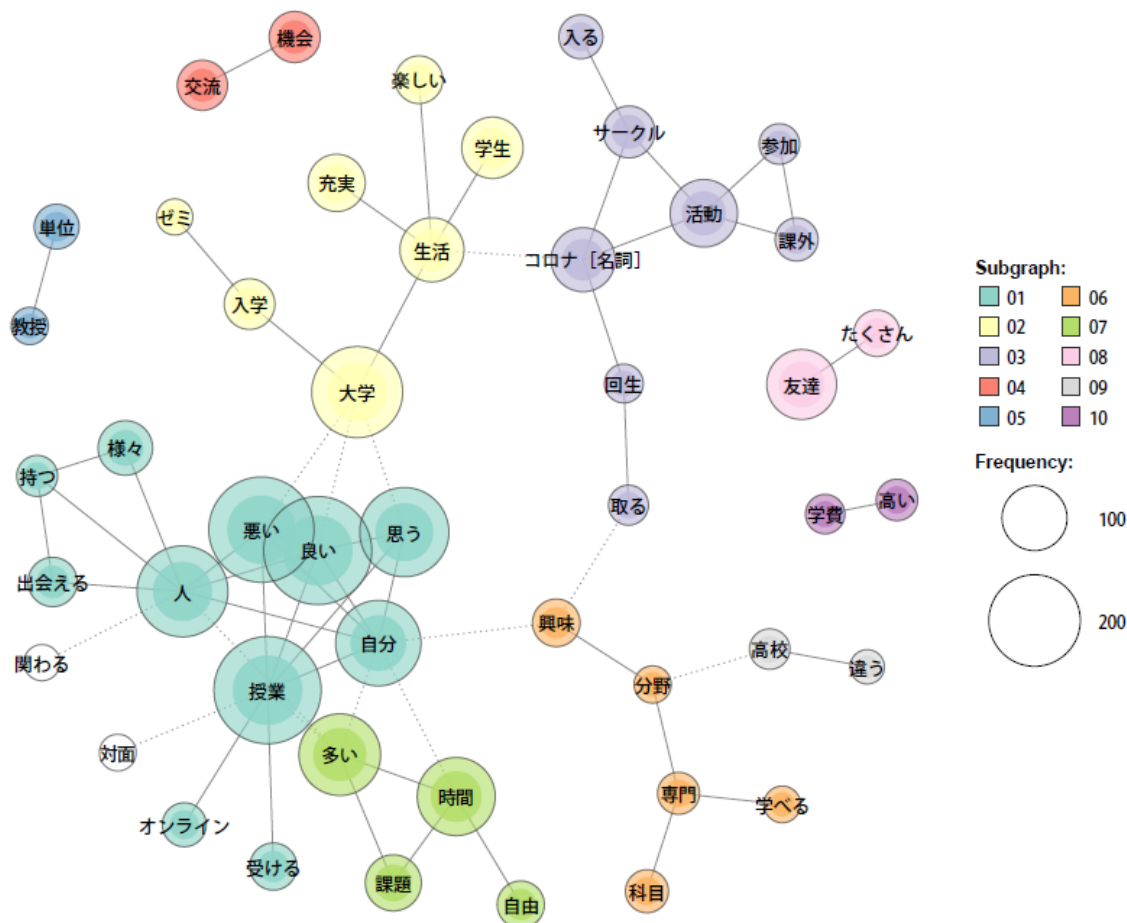 入る
機会
交流
楽しい
サークル
参加
学生
充実
活動
ゼミ
単位
課外
生活
コロナ［名詞］
入学
教授
たくさん
友達
回生
大学
様々
持つ
取る
高い
学費
悪い
良い
思う
出会える
人
興味
自分
関わる
高校
違う
授業
分野
対面
多い
時間
専門
学べる
オンライン
受ける
課題
科目
自由
Subgraph:
01 06
02 07
03 08
04 09
05 10
Frequency:
100
200